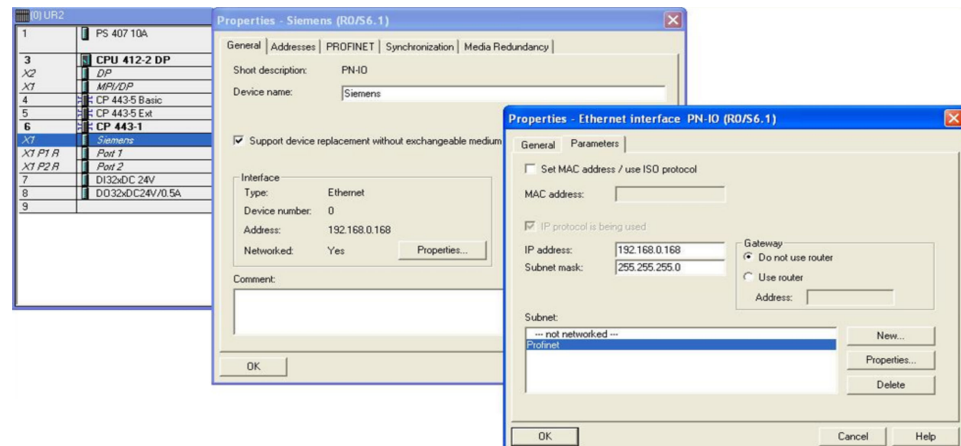 (0) UR2
1 PS 407 10A
3 CPU 412-2 DP
X2 DP
X1 MPI/DP
4 CP 443-5 Basic
5 CP 443-5 Ext
6 CP 443-1
X1 Siemens
X1 P1 R Port 1
X1 P2 R Port 2
7 DI32xDC 24V
8 DO32xDC24V/0.5A
9
Properties - Siemens (R0/S6.1)
General Addresses PROFINET Synchronization Media Redundancy
Short description: PN-IO
Device name: Siemens
Support device replacement without exchangeable medium
Interface
Type: Ethernet
Device number: 0
Address: 192.168.0.168
Networked: Yes Properties...
Comment:
OK
Properties - Ethernet interface PN-IO (R0/S6.1)
General Parameters
Set MAC address / use ISO protocol
MAC address:
IP protocol is being used
IP address: 192.168.0.168
Subnet mask: 255.255.255.0
Gateway
Do not use router
Use router
Address:
Subnet:
--- not networked ---
Profinet
New...
Properties...
Delete
OK Cancel Help